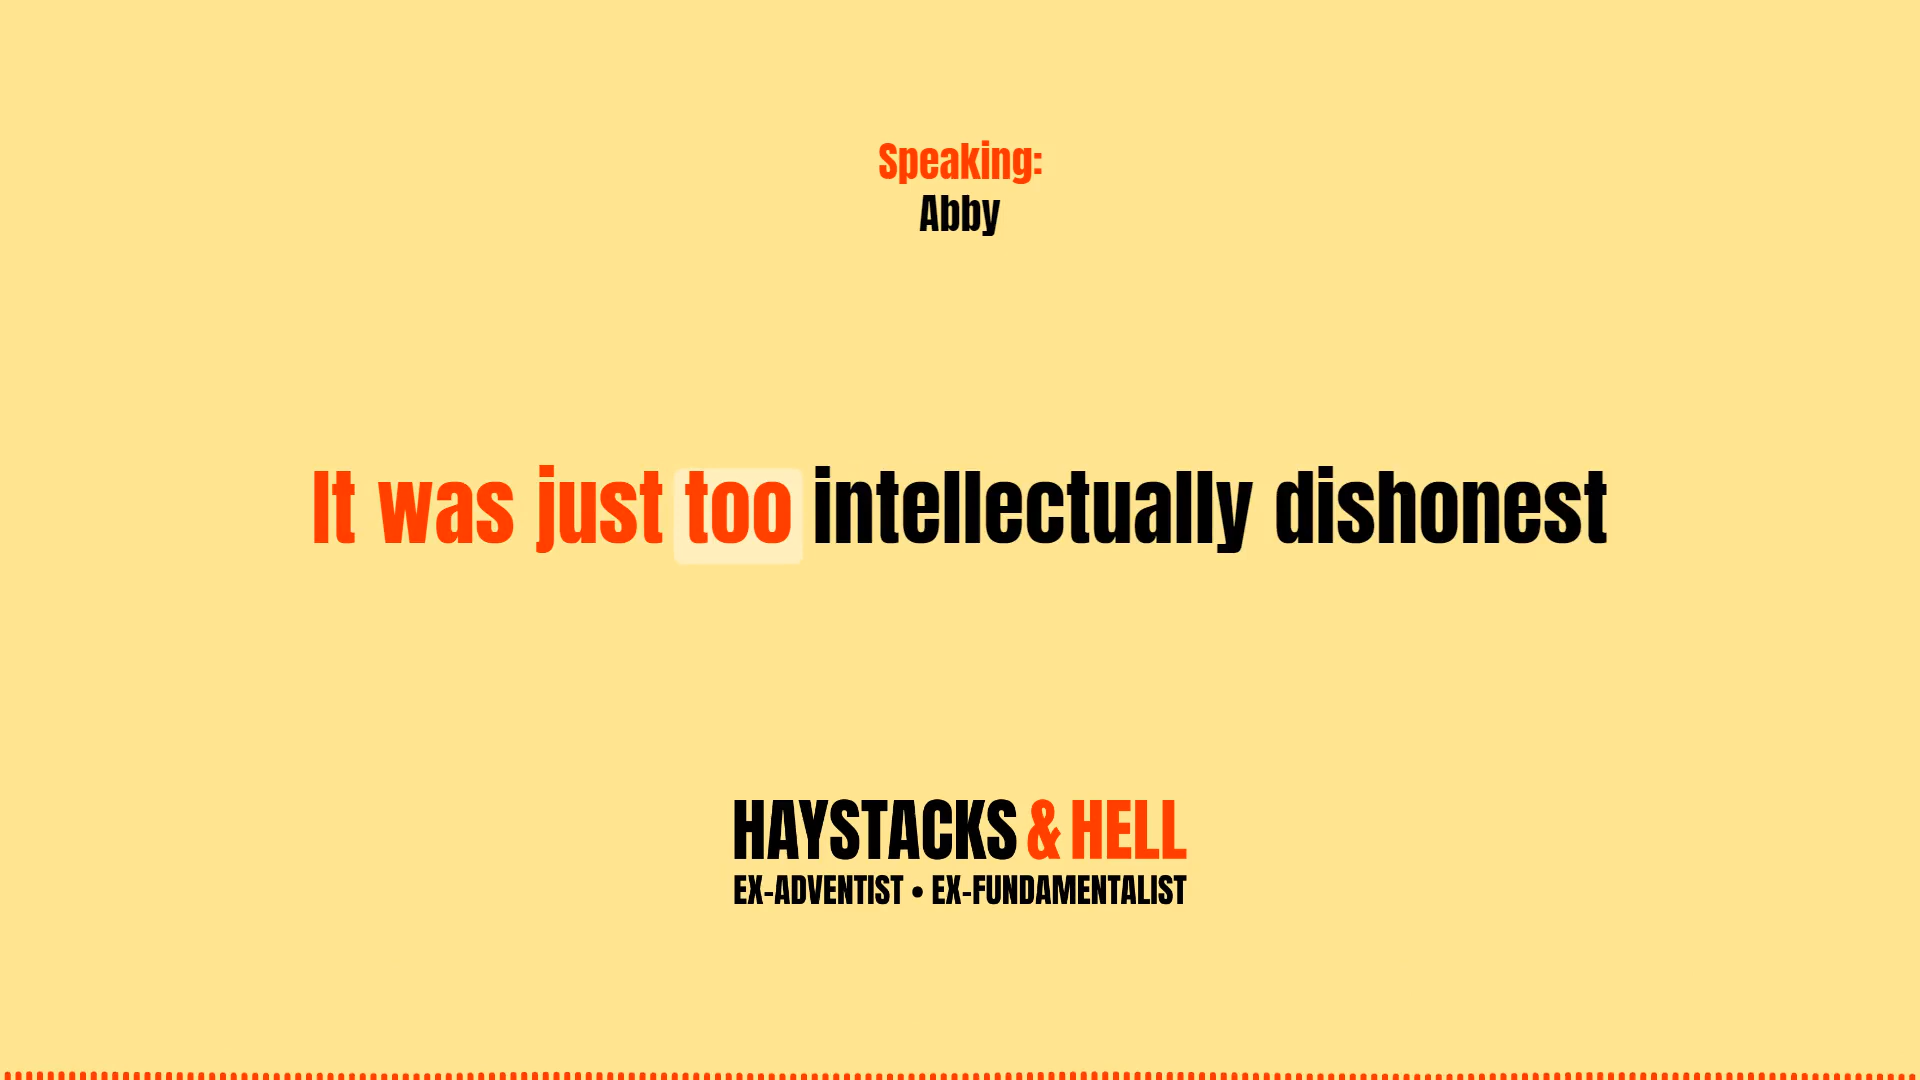 Speaking:
Abby
It was just too intellectually dishonest
HAYSTACKS & HELL
EX-ADVENTIST • EX-FUNDAMENTALIST